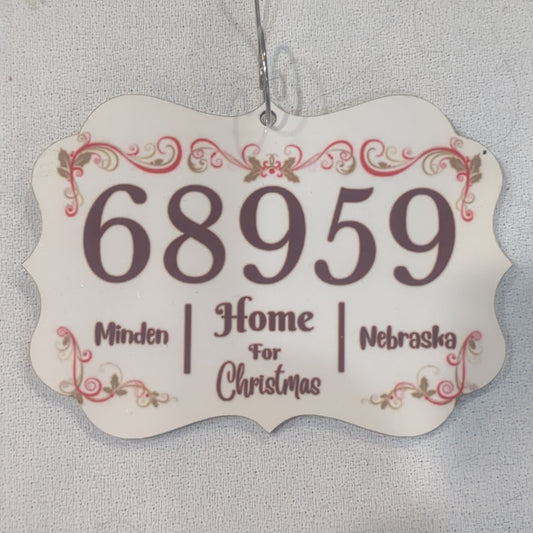 68959
Minden | Home | Nebraska
For
Christmas